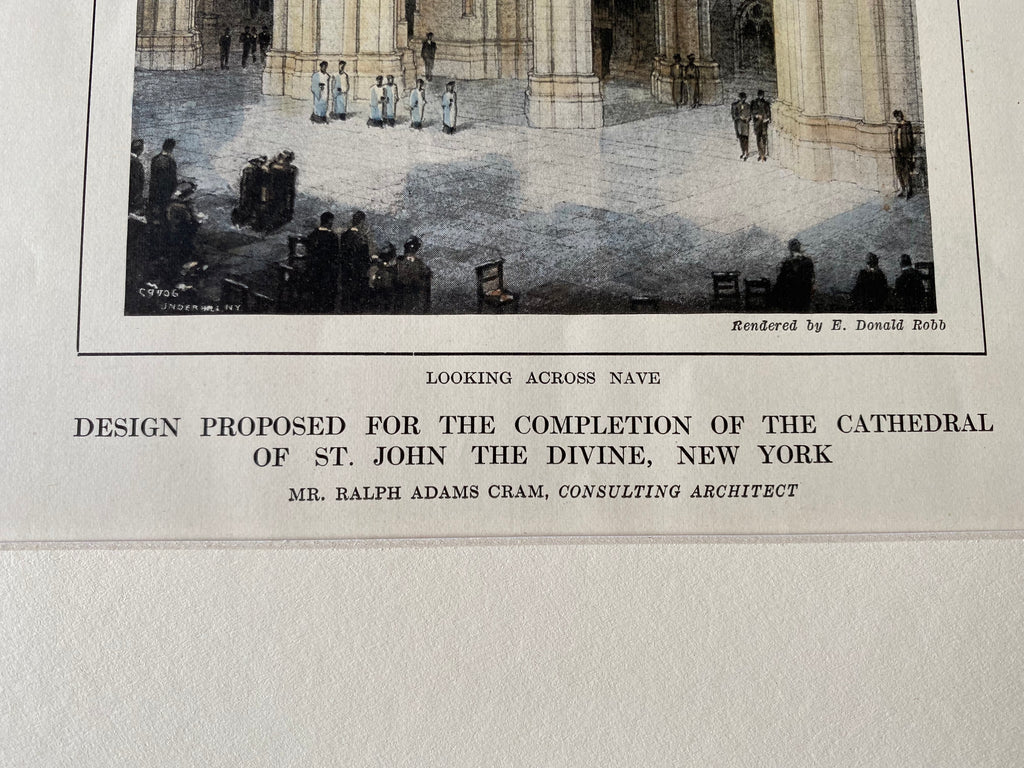 C9706
Rendered by E. Donald Robb
LOOKING ACROSS NAVE
DESIGN PROPOSED FOR THE COMPLETION OF THE CATHEDRAL
OF ST. JOHN THE DIVINE, NEW YORK
MR. RALPH ADAMS CRAM, CONSULTING ARCHITECT